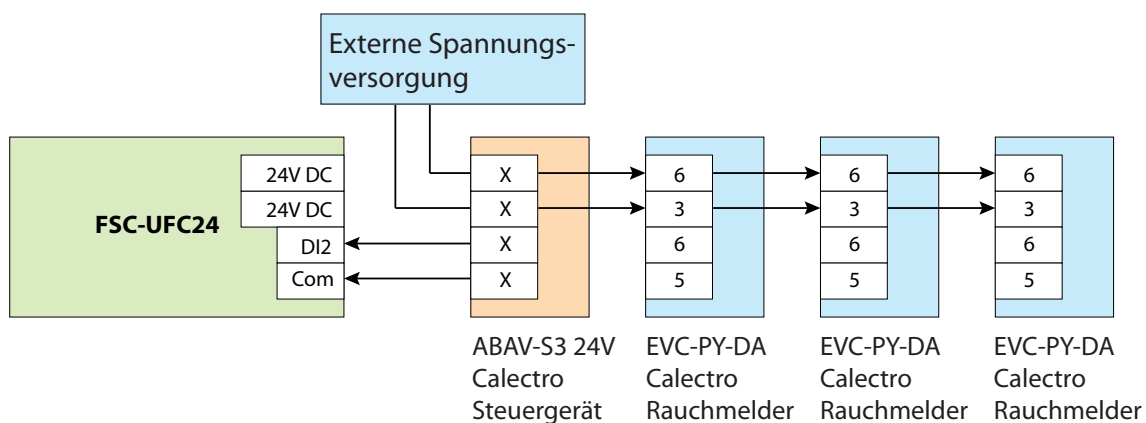 Externe Spannungs-
versorgung
FSC-UFC24
24V DC
24V DC
DI2
Com
X
X
X
X
6
3
6
5
6
3
6
5
6
3
6
5
ABAV-S3 24V
Calectro
Steuergerät
EVC-PY-DA
Calectro
Rauchmelder
EVC-PY-DA
Calectro
Rauchmelder
EVC-PY-DA
Calectro
Rauchmelder